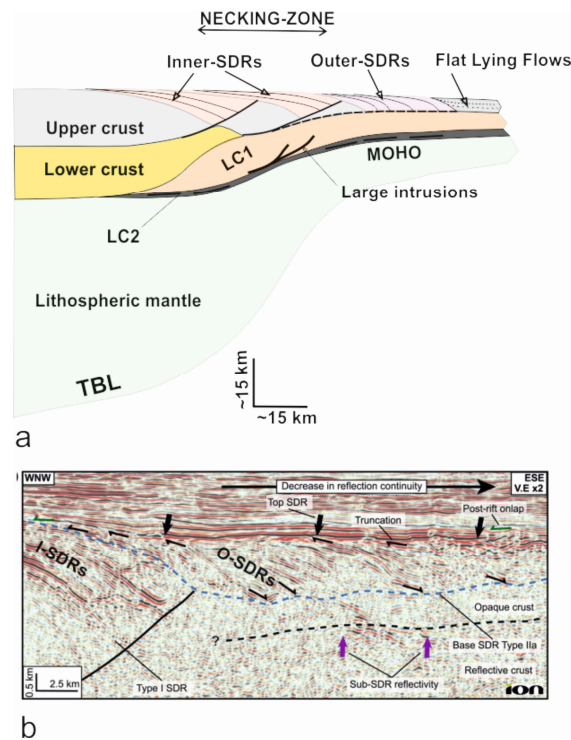 NECKING-ZONE
Inner-SDRs
Outer-SDRs
Flat Lying Flows
Upper crust
Lower crust
LC1
MOHO
Large intrusions
LC2
Lithospheric mantle
TBL
~15 km
~15 km
a
WNW
Decrease in reflection continuity
ESE
V.E x2
Top SDR
Post-rift onlap
Truncation
I-SDRs
O-SDRs
Opaque crust
?
Base SDR Type IIa
Type I SDR
Sub-SDR reflectivity
Reflective crust
0.5 km
2.5 km
ion
b